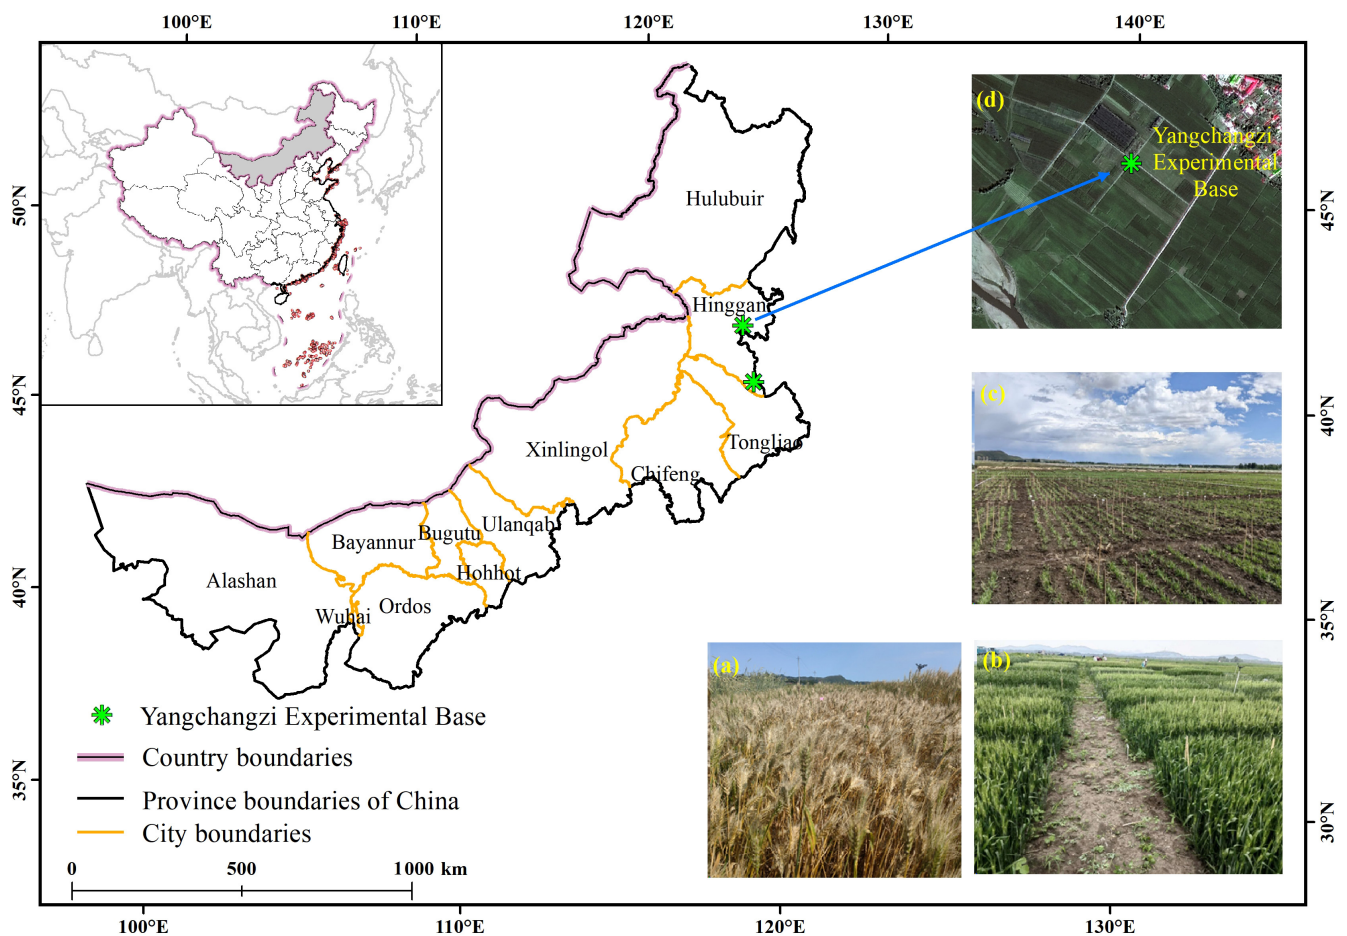 100°E 110°E 120°E 130°E 140°E
50°N
45°N
40°N
35°N
45°N
40°N
35°N
30°N
Hulubuir
Hinggan
Xinlingol
Tongliao
Chifeng
Ulanqab
Bugutu
Bayannur
Hohhot
Alashan
Ordos
Wuhai
(d)
Yangchangzi
Experimental
Base
(c)
(a)
(b)
Yangchangzi Experimental Base
Country boundaries
Province boundaries of China
City boundaries
0 500 1000 km
100°E 110°E 120°E 130°E